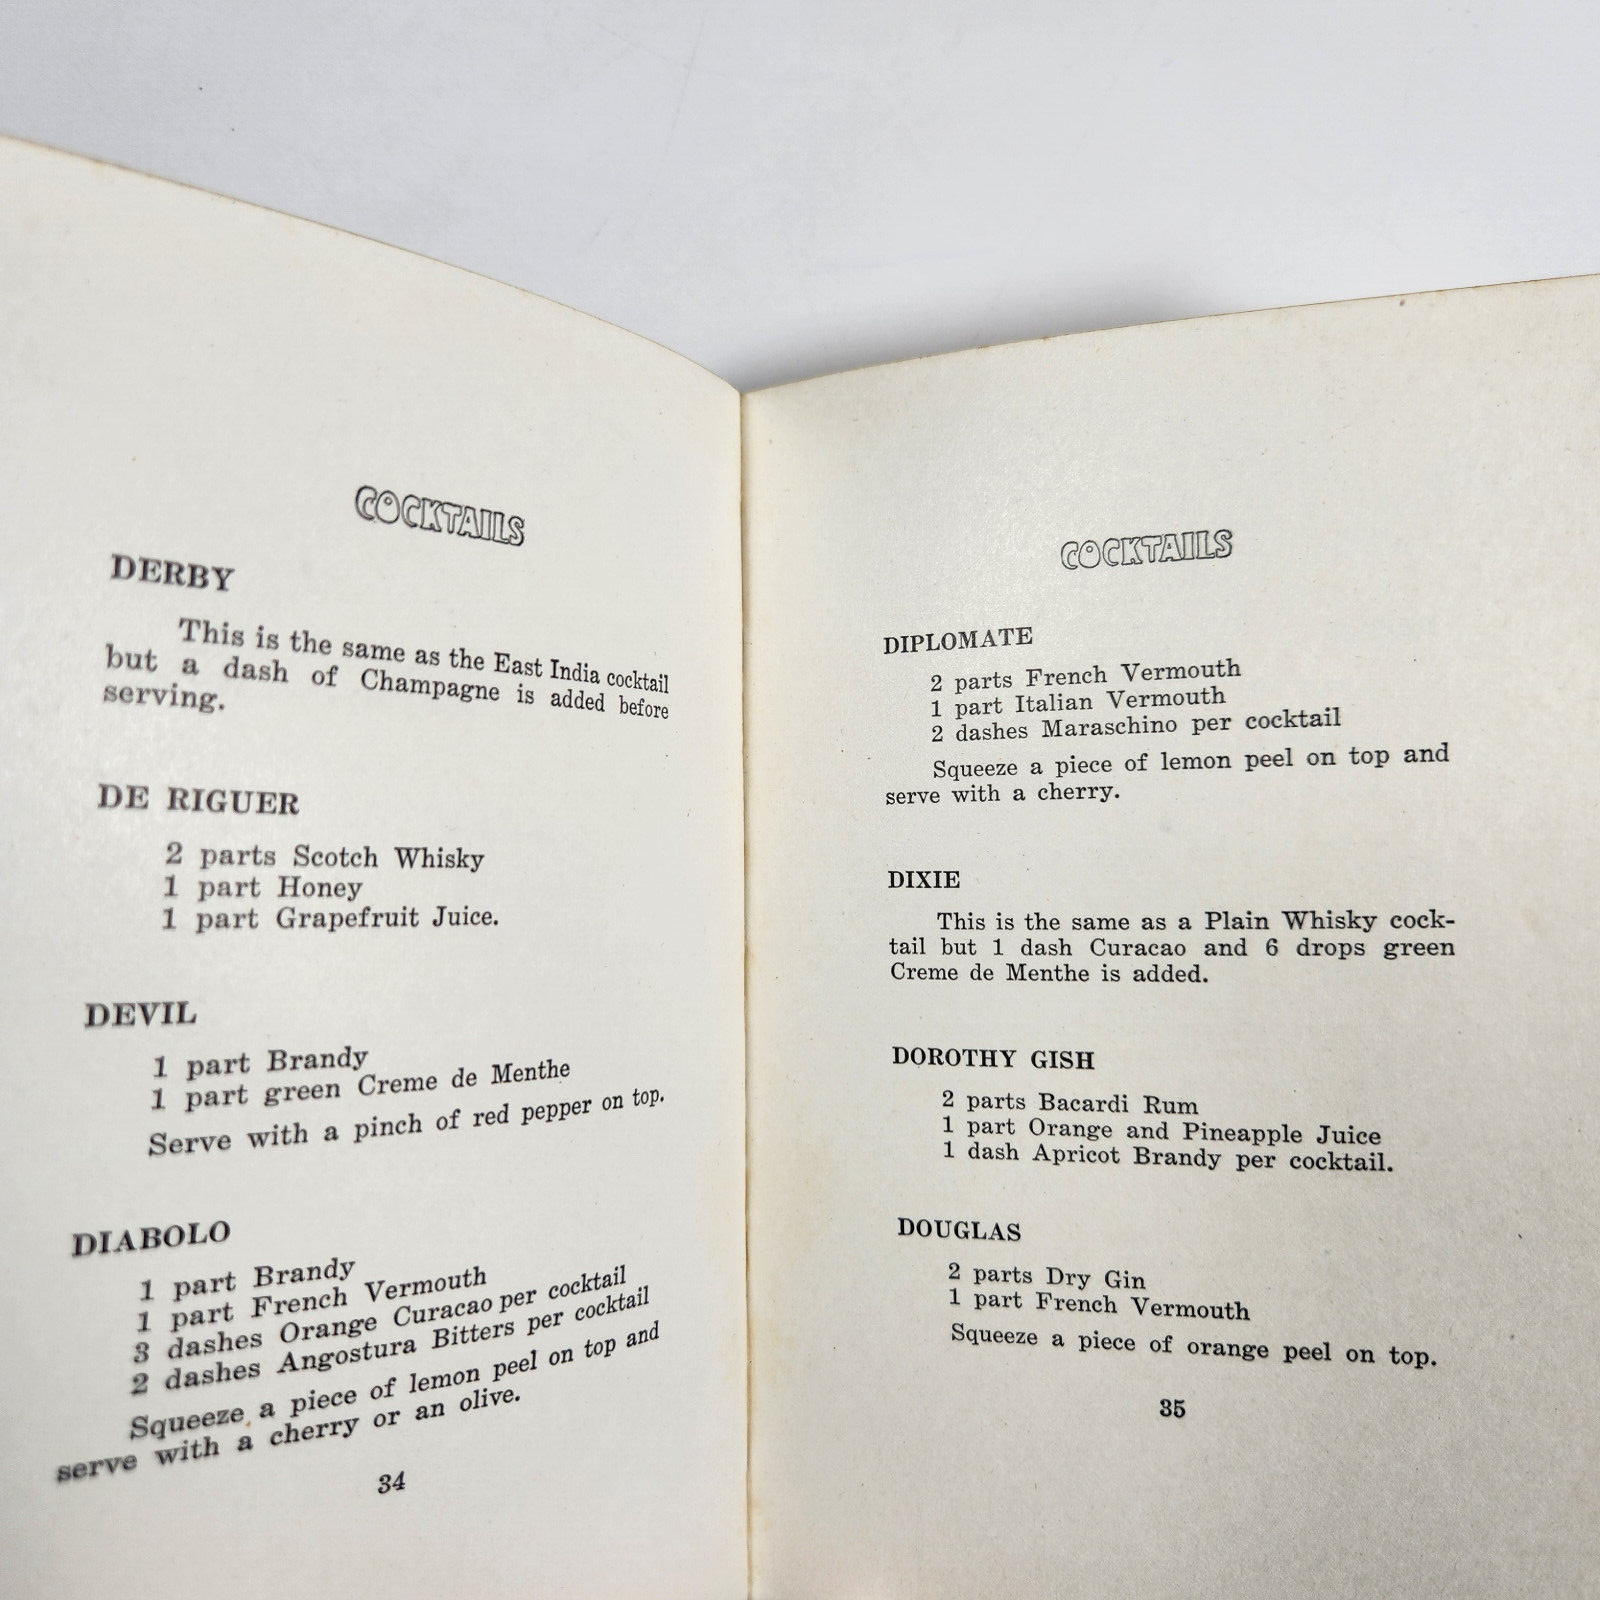 COCKTAILS
DERBY
This is the same as the East India cocktail
but a dash of Champagne is added before
serving.
DE RIGUER
2 parts Scotch Whisky
1 part Honey
1 part Grapefruit Juice.
DEVIL
1 part Brandy
1 part green Creme de Menthe
Serve with a pinch of red pepper on top.
DIABOLO
1 part Brandy
1 part French Vermouth
3 dashes Orange Curacao per cocktail
2 dashes Angostura Bitters per cocktail
Squeeze a piece of lemon peel on top and
serve with a cherry or an olive.
34
COCKTAILS
DIPLOMATE
2 parts French Vermouth
1 part Italian Vermouth
2 dashes Maraschino per cocktail
Squeeze a piece of lemon peel on top and
serve with a cherry.
DIXIE
This is the same as a Plain Whisky cock-
tail but 1 dash Curacao and 6 drops green
Creme de Menthe is added.
DOROTHY GISH
2 parts Bacardi Rum
1 part Orange and Pineapple Juice
1 dash Apricot Brandy per cocktail.
DOUGLAS
2 parts Dry Gin
1 part French Vermouth
Squeeze a piece of orange peel on top.
35